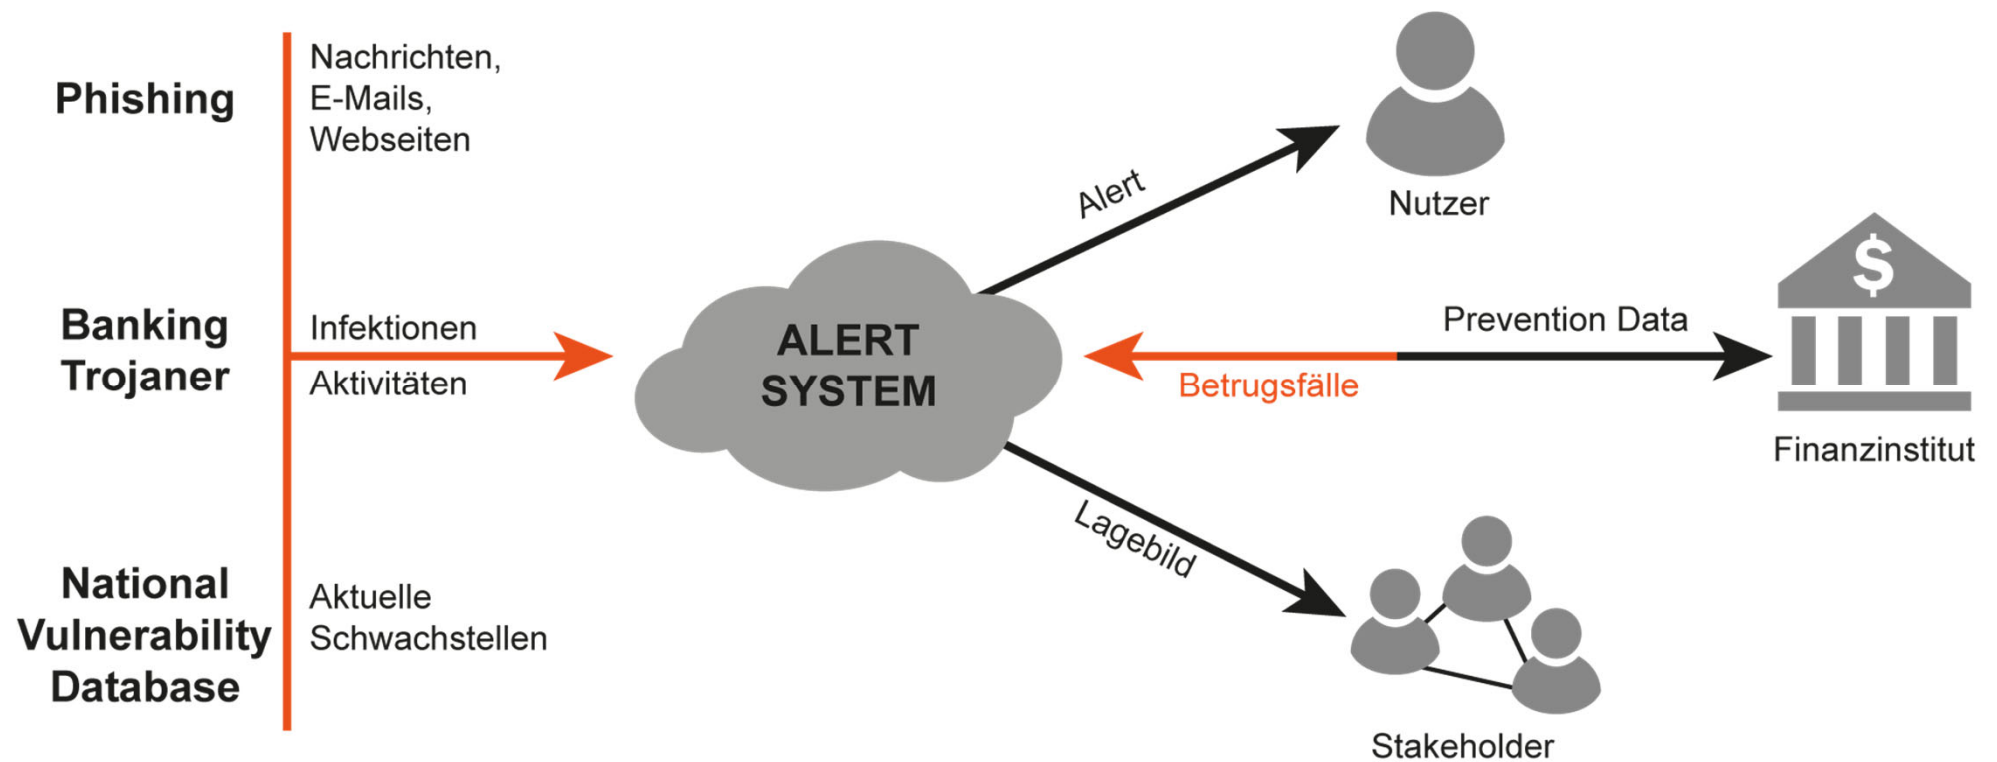 Phishing
Nachrichten,
E-Mails,
Webseiten
Banking
Trojaner
Infektionen
Aktivitäten
National
Vulnerability
Database
Aktuelle
Schwachstellen
ALERT
SYSTEM
Alert
Nutzer
Prevention Data
Betrugsfälle
$
Finanzinstitut
Lagebild
Stakeholder